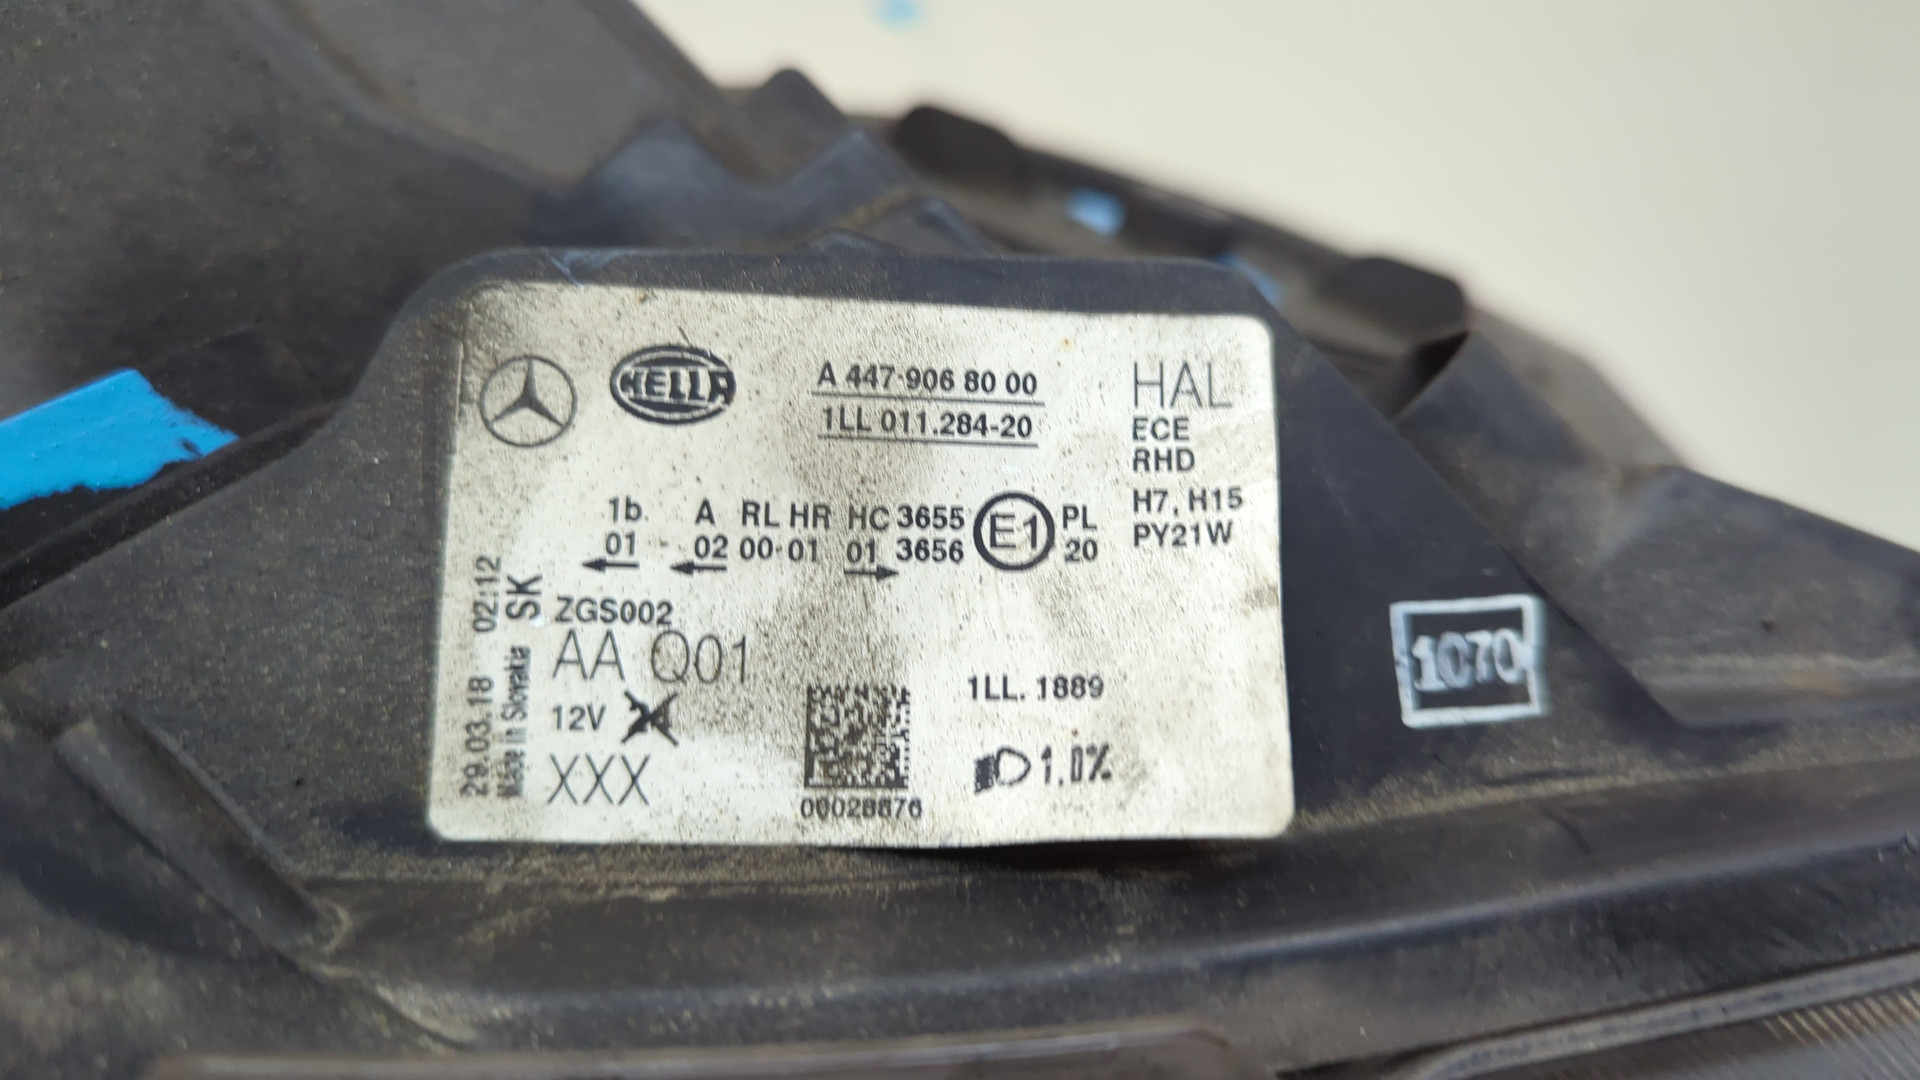 HELLA
A 447 906 80 00
1LL 011.284-20
HAL
ECE
RHD
H7, H15
PY21W
1b. A RL HR HC 3655 E1 PL
01 - 02 00-01 01 3656 20
29.03.18 02:12
Made in Slovakia SK
ZGS002
AA Q01
12V
XXX
1LL. 1889
1.0%
1070